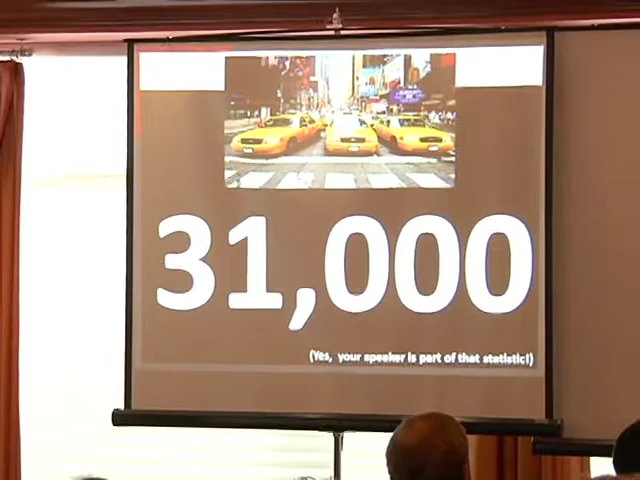 31,000
(Yes, your speaker is part of that statistic!)